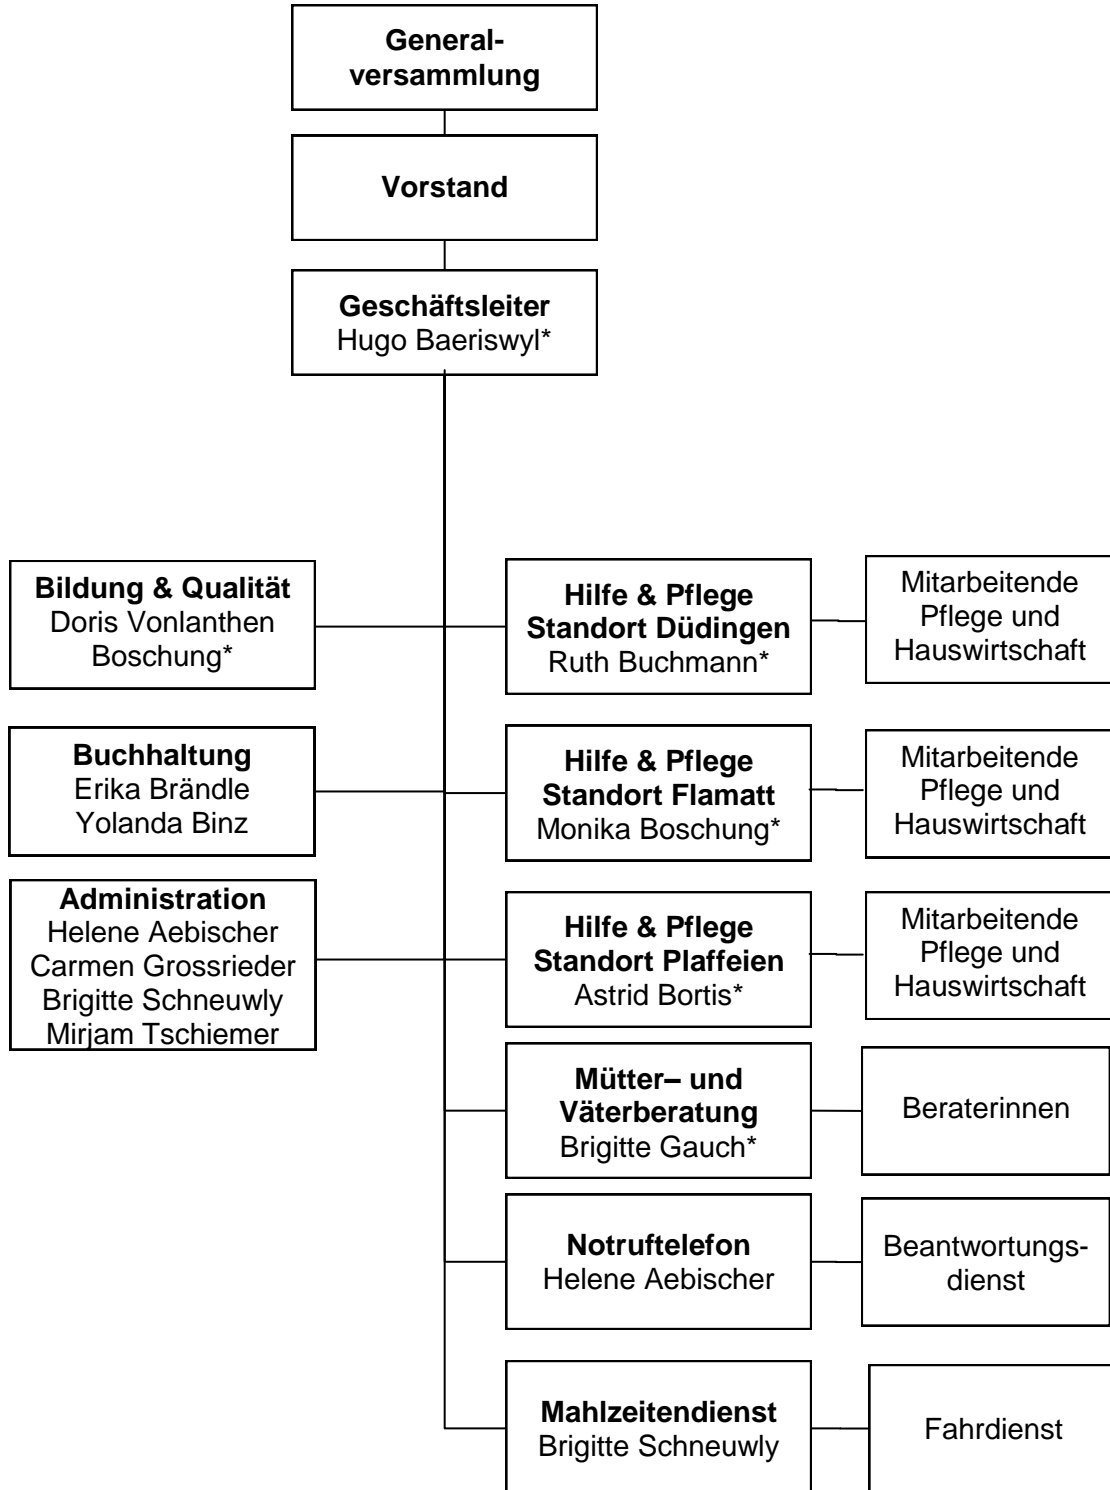 General-
versammlung
Vorstand
Geschäftsleiter
Hugo Baeriswyl*
Bildung & Qualität
Doris Vonlanthen
Boschung*
Hilfe & Pflege
Standort Düdingen
Ruth Buchmann*
Mitarbeitende
Pflege und
Hauswirtschaft
Buchhaltung
Erika Brändle
Yolanda Binz
Hilfe & Pflege
Standort Flamatt
Monika Boschung*
Mitarbeitende
Pflege und
Hauswirtschaft
Administration
Helene Aebischer
Carmen Grossrieder
Brigitte Schneuwly
Mirjam Tschiemer
Hilfe & Pflege
Standort Plaffeien
Astrid Bortis*
Mitarbeitende
Pflege und
Hauswirtschaft
Mütter– und
Väterberatung
Brigitte Gauch*
Beraterinnen
Notruftelefon
Helene Aebischer
Beantwortungs-
dienst
Mahlzeitendienst
Brigitte Schneuwly
Fahrdienst